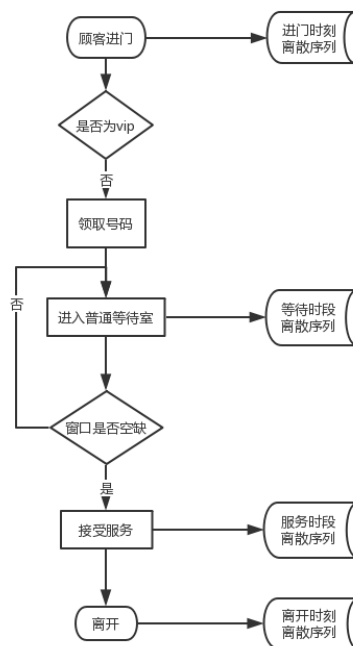 顾客进门
进门时刻
离散序列
是否为vip
否
领取号码
否
进入普通等待室
等待时段
离散序列
窗口是否空缺
是
接受服务
服务时段
离散序列
离开
离开时刻
离散序列